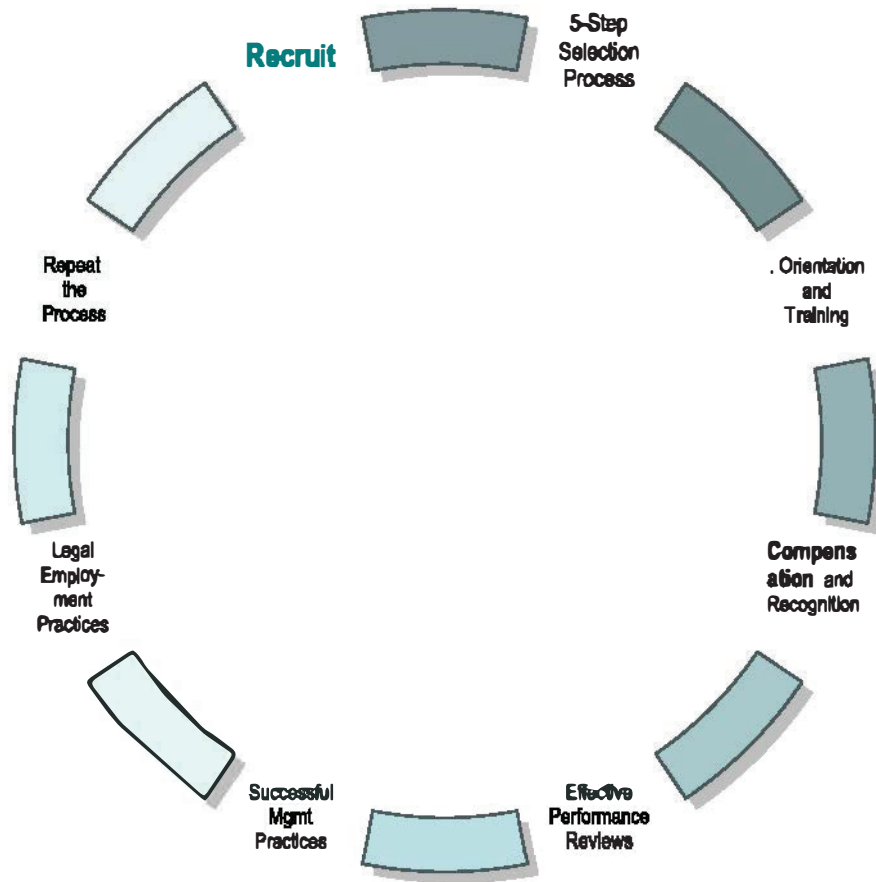 Recruit
5-Step
Selection
Process
. Orientation
and
Training
Compens
ation and
Recognition
Effective
Performance
Reviews
Successful
Mgmt
Practices
Legal
Employ-
ment
Practices
Repeat
the
Process